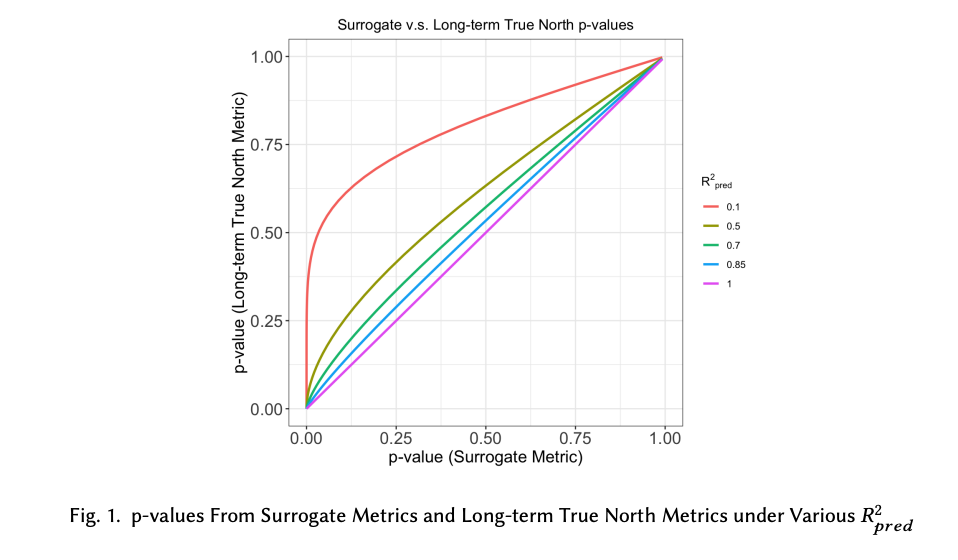 Surrogate v.s. Long-term True North p-values
p-value (Long-term True North Metric)
1.00
0.75
0.50
0.25
0.00
0.00 0.25 0.50 0.75 1.00
p-value (Surrogate Metric)
R²pred
0.1
0.5
0.7
0.85
1
Fig. 1. p-values From Surrogate Metrics and Long-term True North Metrics under Various R²pred